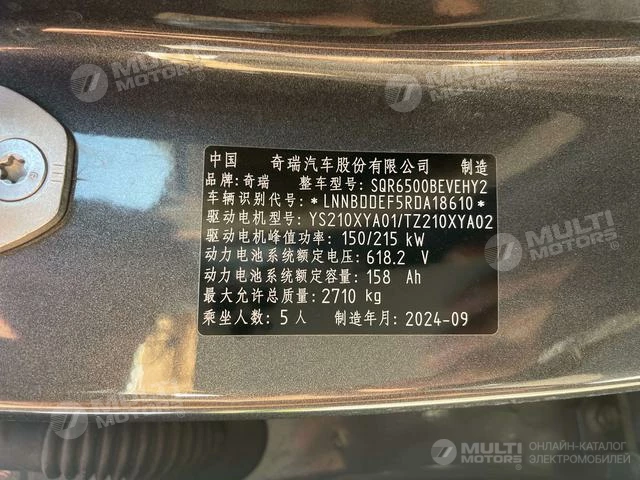 MULTI MOTORS
MULTI MOTORS
MULTI MOTORS
中国 奇瑞汽车股份有限公司 制造
品牌:奇瑞 整车型号:SQR6500BEVEHY2
车辆识别代号:*LNNBDDEF5RDA18610*
驱动电机型号:YS210XYA01/TZ210XYA02
驱动电机峰值功率:150/215 kW
动力电池系统额定电压:618.2 V
动力电池系统额定容量:158 Ah
最大允许总质量:2710 kg
乘坐人数:5人 制造年月:2024-09
MULTI MOTORS
MULTI MOTORS
MULTI MOTORS
MULTI MOTORS
ОНЛАЙН-КАТАЛОГ
ЭЛЕКТРОМОБИЛЕЙ